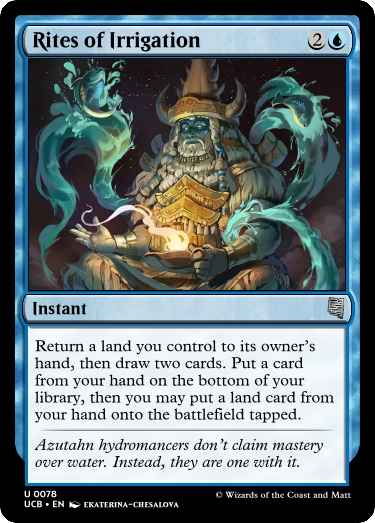 Rites of Irrigation 2
Instant
Return a land you control to its owner's
hand, then draw two cards. Put a card
from your hand on the bottom of your
library, then you may put a land card from
your hand onto the battlefield tapped.
Azutahn hydromancers don't claim mastery
over water. Instead, they are one with it.
U 0078
UCB • EN EKATERINA-CHESALOVA
© Wizards of the Coast and Matt